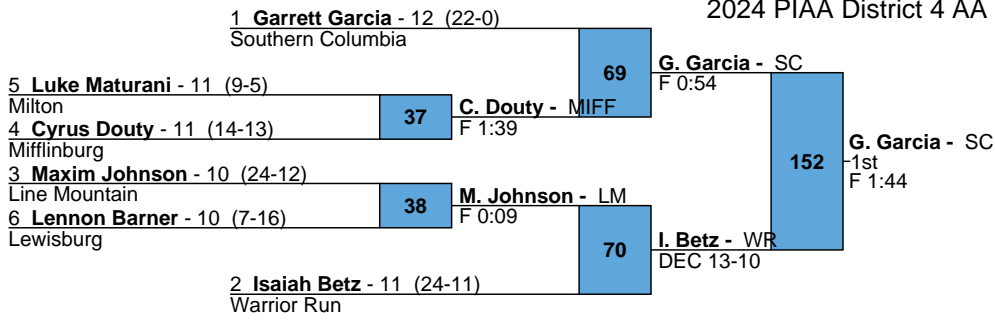 2024 PIAA District 4 AA
1 Garrett Garcia - 12 (22-0)
Southern Columbia
69
G. Garcia - SC
F 0:54
5 Luke Maturani - 11 (9-5)
Milton
37
C. Douty - MIFF
F 1:39
4 Cyrus Douty - 11 (14-13)
Mifflinburg
152
G. Garcia - SC
1st
F 1:44
3 Maxim Johnson - 10 (24-12)
Line Mountain
38
M. Johnson - LM
F 0:09
6 Lennon Barner - 10 (7-16)
Lewisburg
70
I. Betz - WR
DEC 13-10
2 Isaiah Betz - 11 (24-11)
Warrior Run